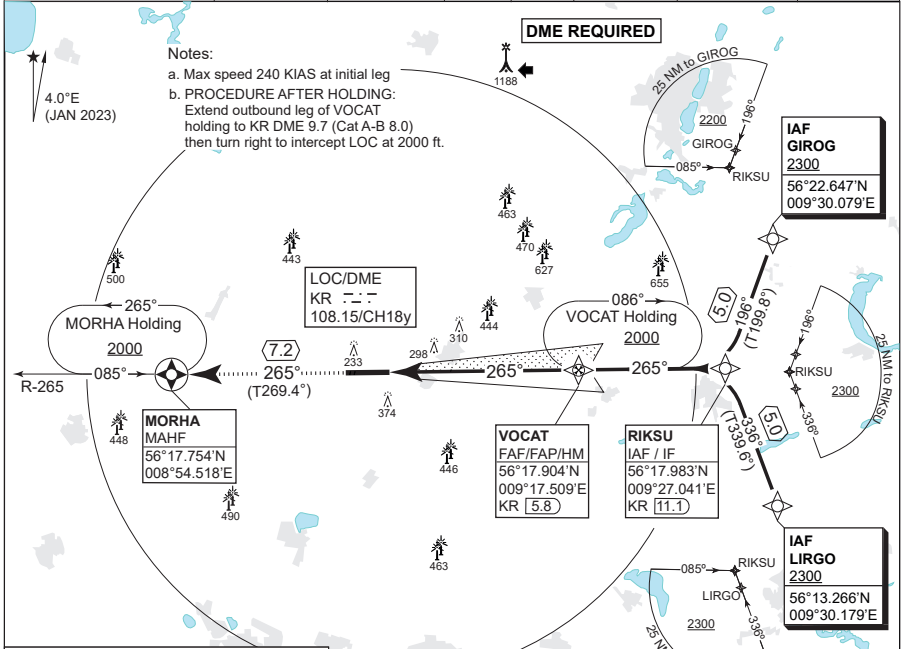 DME REQUIRED
Notes:
a. Max speed 240 KIAS at initial leg
b. PROCEDURE AFTER HOLDING:
Extend outbound leg of VOCAT
holding to KR DME 9.7 (Cat A-B 8.0)
then turn right to intercept LOC at 2000 ft.
4.0°E
(JAN 2023)
1188
25 NM to GIROG
2200
196°
GIROG
085°
RIKSU
IAF
GIROG
2300
56°22.647'N
009°30.079'E
463
470
627
655
443
500
444
310
298
233
374
LOC/DME
KR
108.15/CH18y
265°
MORHA Holding
2000
085°
R-265
7.2
265°
(T269.4°)
086°
VOCAT Holding
2000
265°
265°
5.0
196°
(T199.8°)
RIKSU
2300
336°
25 NM to RIKSU
5.0
336°
(T339.6°)
MORHA
MAHF
56°17.754'N
008°54.518'E
448
490
446
463
VOCAT
FAF/FAP/HM
56°17.904'N
009°17.509'E
KR 5.8
RIKSU
IAF / IF
56°17.983'N
009°27.041'E
KR 11.1
IAF
LIRGO
2300
56°13.266'N
009°30.179'E
085°
RIKSU
LIRGO
2300
336°
25 NM